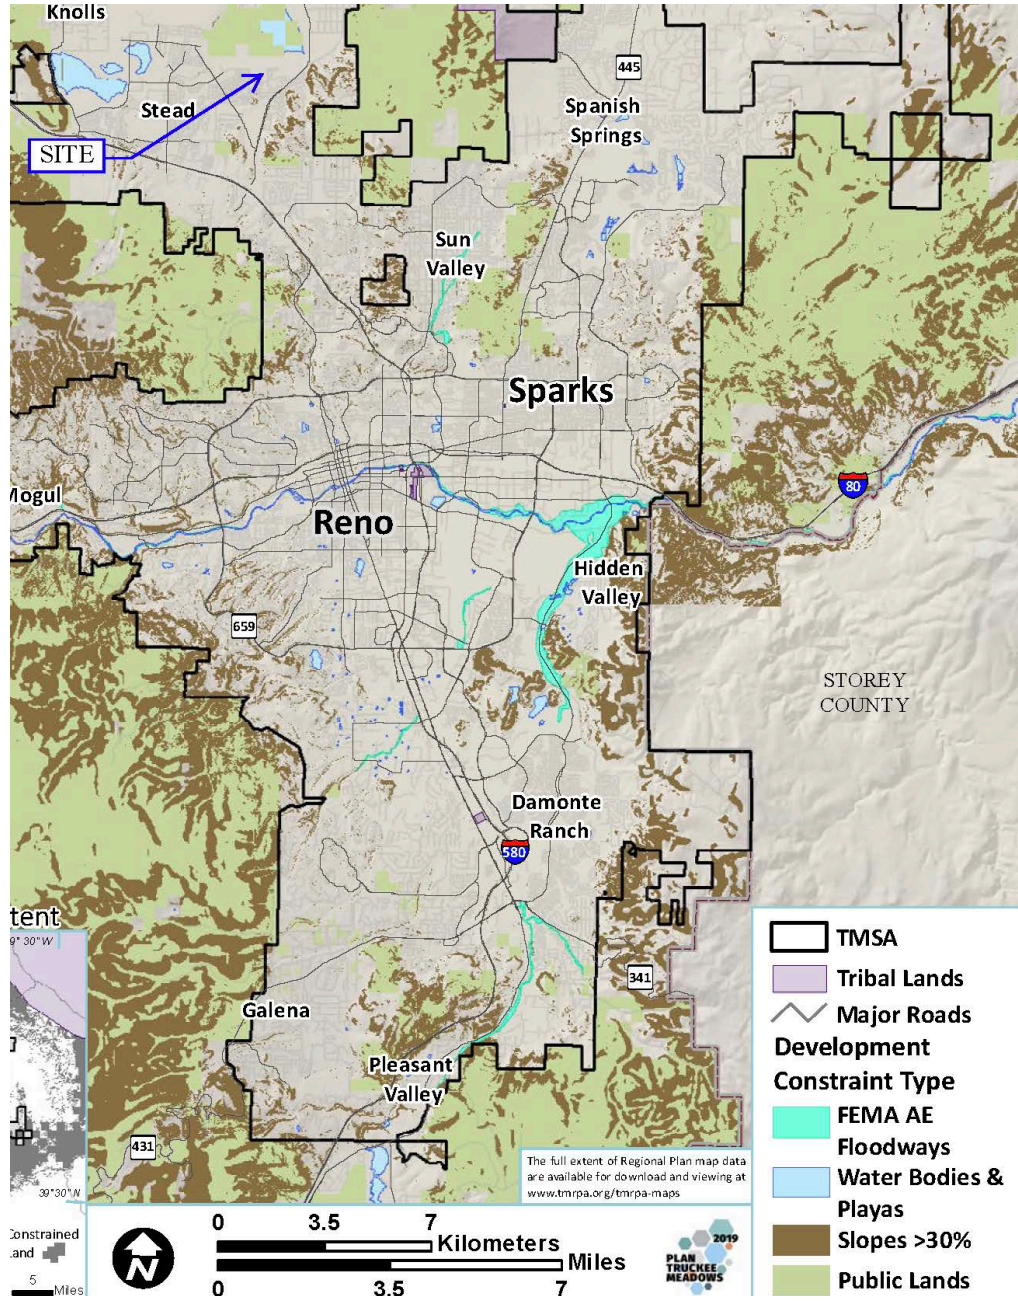 Knolls
445
Stead
Spanish
Springs
SITE
Sun
Valley
Sparks
80
Mogul
Reno
Hidden
Valley
659
STOREY
COUNTY
Damonte
Ranch
580
tent
9° 30"W
341
Galena
Pleasant
Valley
431
39°30"N
Constrained
Land
5
Miles
The full extent of Regional Plan map data
are available for download and viewing at
www.tmrpa.org/tmrpa-maps
N
0 3.5 7
Kilometers
Miles
0 3.5 7
2019
PLAN
TRUCKEE
MEADOWS
TMSA
Tribal Lands
Major Roads
Development
Constraint Type
FEMA AE
Floodways
Water Bodies &
Playas
Slopes >30%
Public Lands